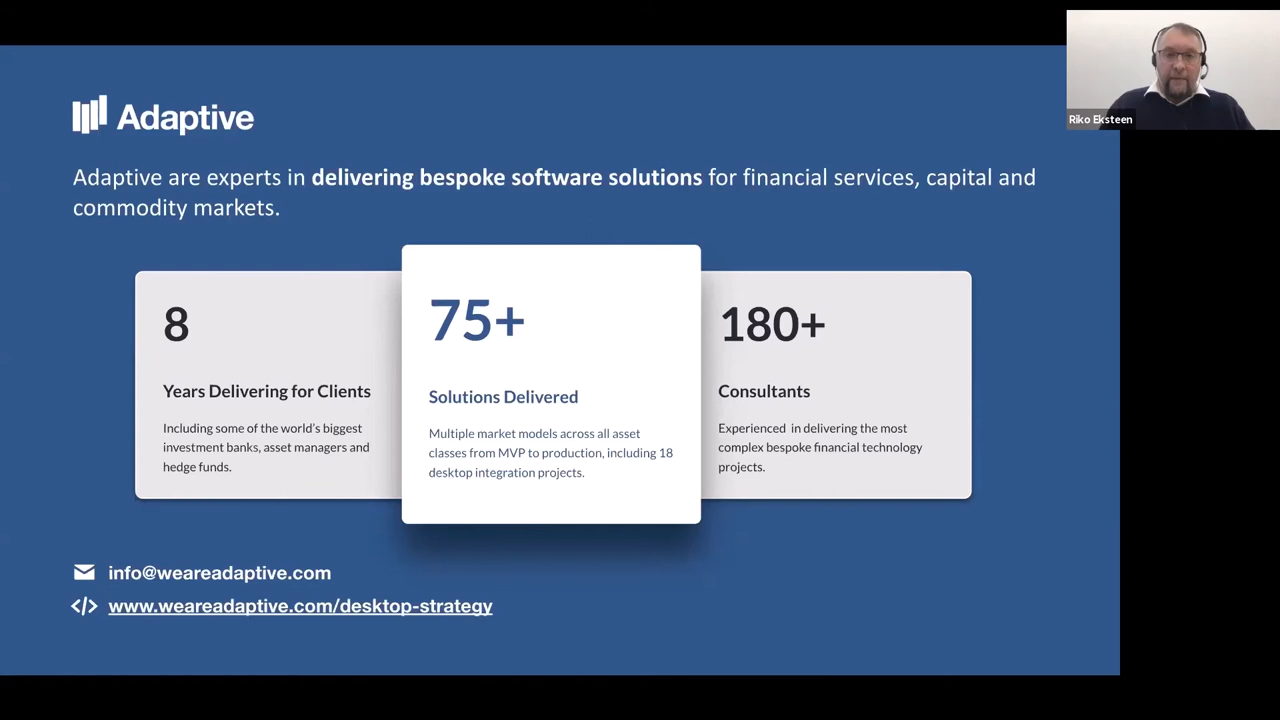 Adaptive
Riko Eksteen
Adaptive are experts in delivering bespoke software solutions for financial services, capital and
commodity markets.
8
Years Delivering for Clients
Including some of the world's biggest
investment banks, asset managers and
hedge funds.
75+
Solutions Delivered
Multiple market models across all asset
classes from MVP to production, including 18
desktop integration projects.
180+
Consultants
Experienced in delivering the most
complex bespoke financial technology
projects.
info@weareadaptive.com
</> www.weareadaptive.com/desktop-strategy